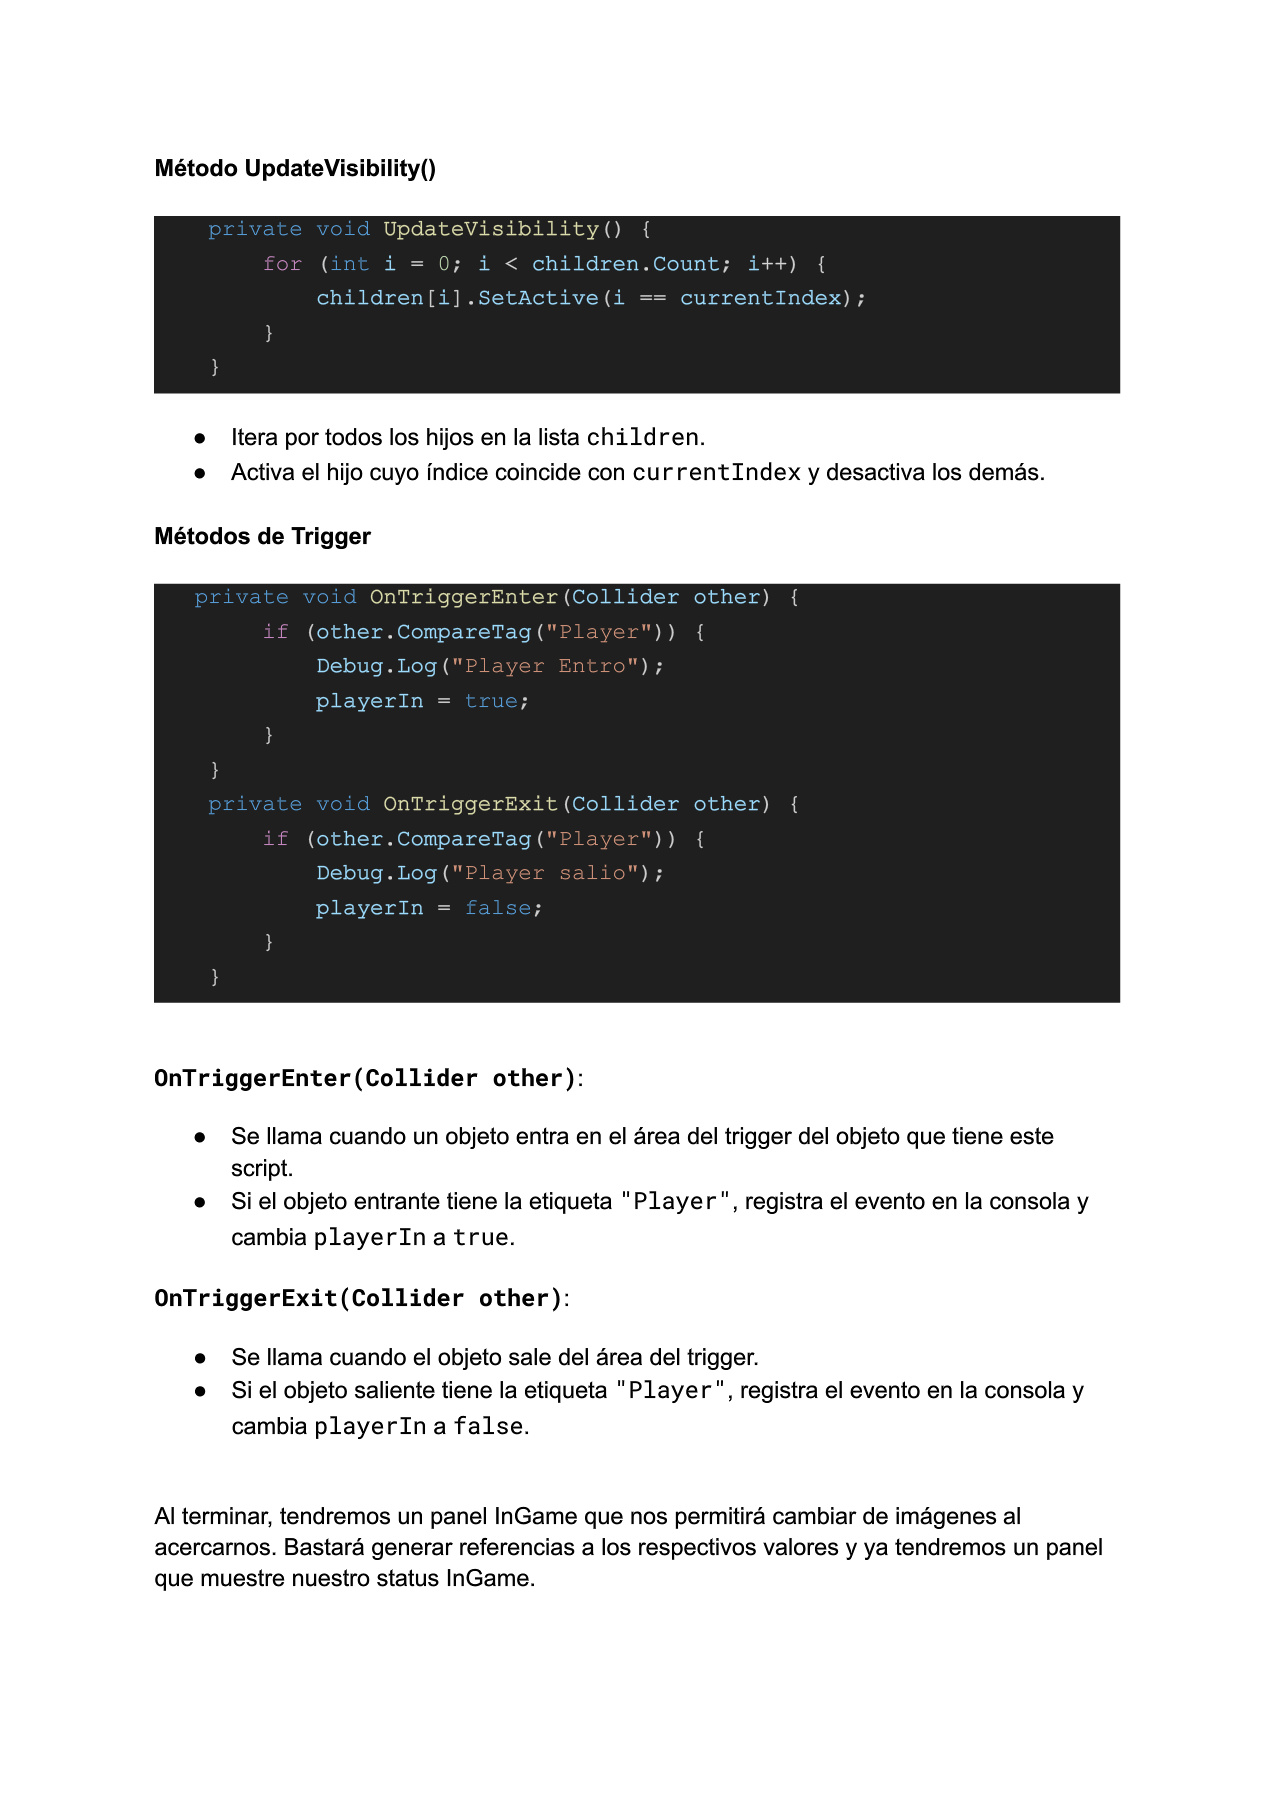 Método UpdateVisibility()
private void UpdateVisibility() {
for (int i = 0; i < children.Count; i++) {
children[i].SetActive(i == currentIndex);
}
}
● Itera por todos los hijos en la lista children.
● Activa el hijo cuyo índice coincide con currentIndex y desactiva los demás.
Métodos de Trigger
private void OnTriggerEnter(Collider other) {
if (other.CompareTag("Player")) {
Debug.Log("Player Entro");
playerIn = true;
}
}
private void OnTriggerExit(Collider other) {
if (other.CompareTag("Player")) {
Debug.Log("Player salio");
playerIn = false;
}
}
OnTriggerEnter(Collider other):
● Se llama cuando un objeto entra en el área del trigger del objeto que tiene este
script.
● Si el objeto entrante tiene la etiqueta "Player", registra el evento en la consola y
cambia playerIn a true.
OnTriggerExit(Collider other):
● Se llama cuando el objeto sale del área del trigger.
● Si el objeto saliente tiene la etiqueta "Player", registra el evento en la consola y
cambia playerIn a false.
Al terminar, tendremos un panel InGame que nos permitirá cambiar de imágenes al
acercarnos. Bastará generar referencias a los respectivos valores y ya tendremos un panel
que muestre nuestro status InGame.